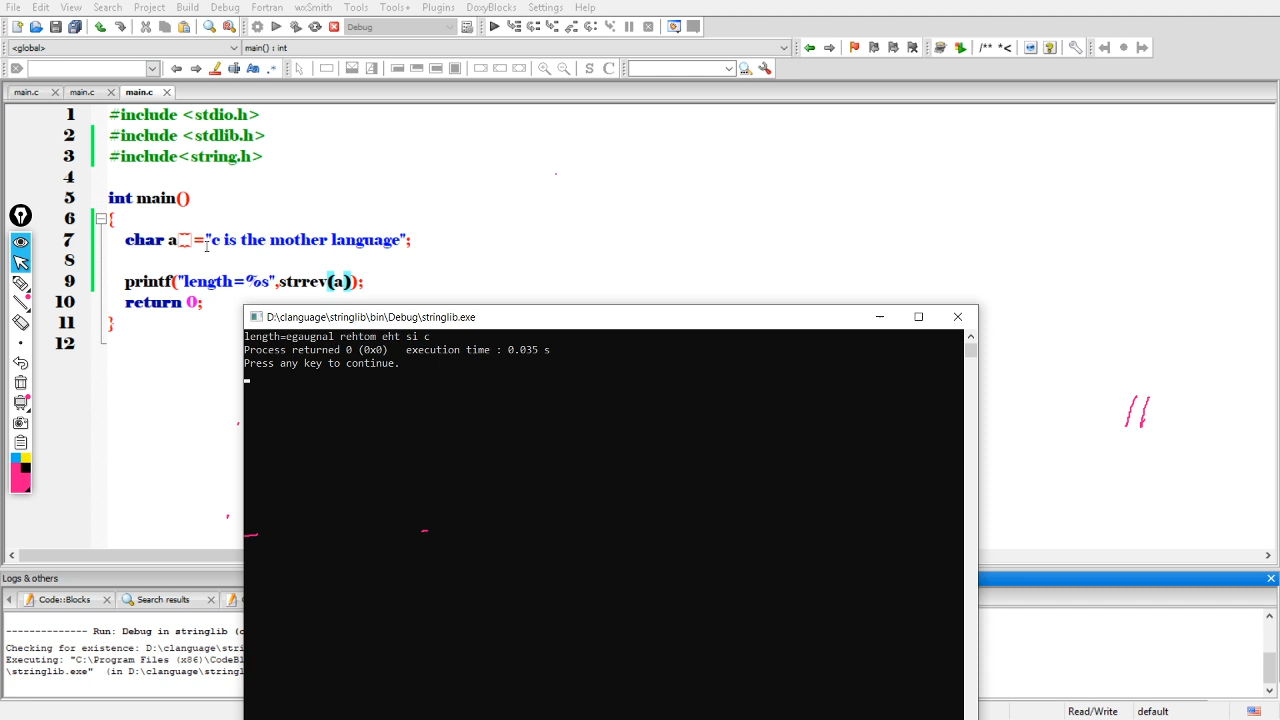 File Edit View Search Project Build Debug Fortran wxSmith Tools Tools+ Plugins DoxyBlocks Settings Help
Debug
<global> main() : int /** *<
S C
main.c main.c main.c
1 #include <stdio.h>
2 #include <stdlib.h>
3 #include<string.h>
4
5 int main()
6 {
7 char a[]="c is the mother language";
8
9 printf("length=%s",strrev(a));
10 return 0;
11 }
12
D:\clanguage\stringlib\bin\Debug\stringlib.exe
length=egaugnal rehtom eht si c
Process returned 0 (0x0) execution time : 0.035 s
Press any key to continue.
Logs & others
Code::Blocks Search results
-------------- Run: Debug in stringlib (c
Checking for existence: D:\clanguage\stri
Executing: "C:\Program Files (x86)\CodeBl
\stringlib.exe" (in D:\clanguage\stringl
Read/Write default